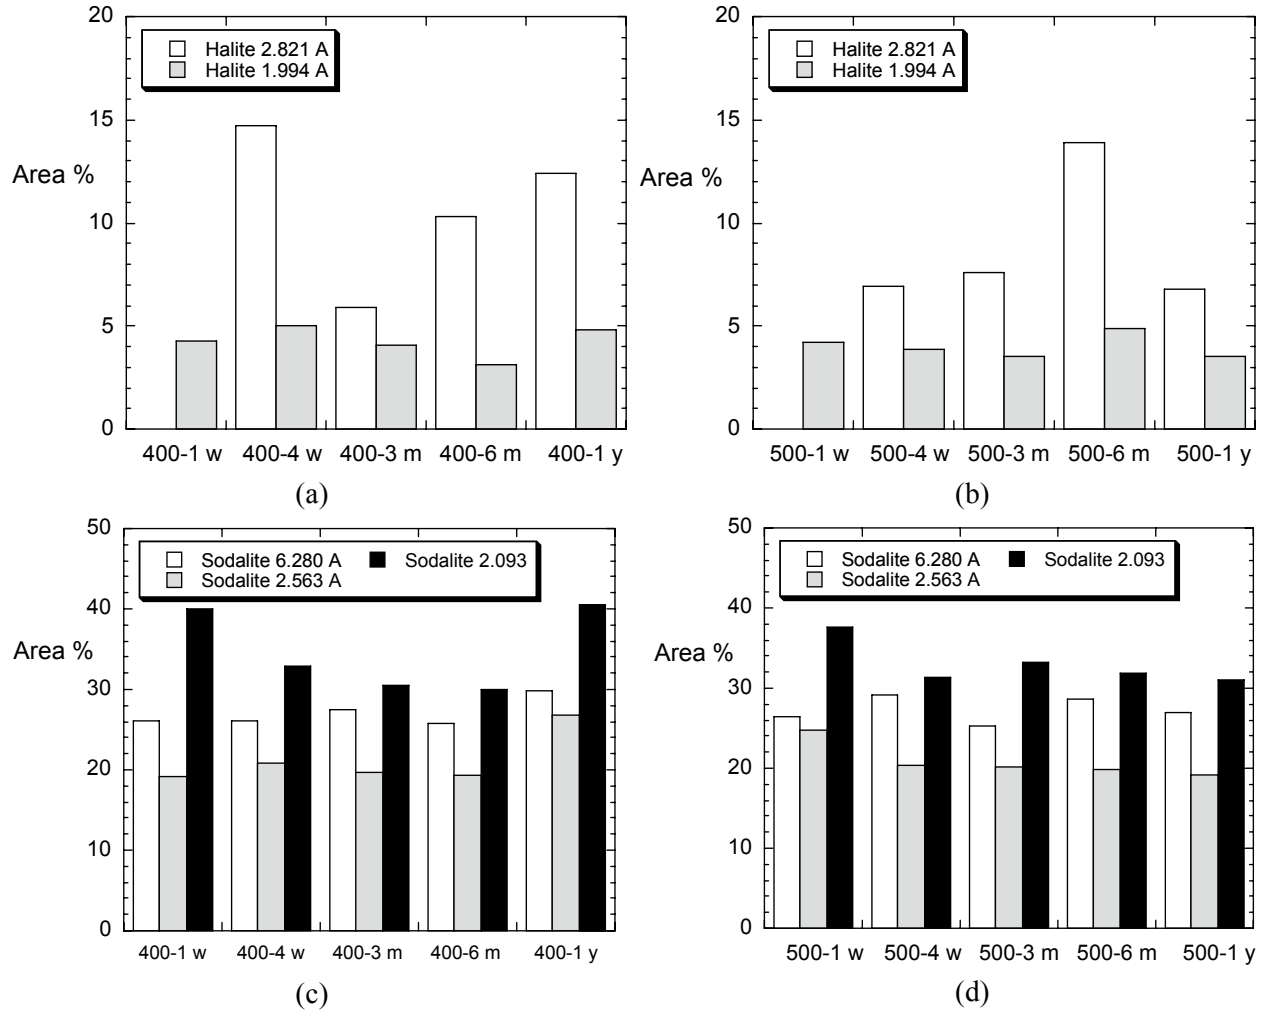 20
15
10
5
0
Area %
Halite 2.821 A
Halite 1.994 A
400-1 w 400-4 w 400-3 m 400-6 m 400-1 y
(a)
20
15
10
5
0
Area %
Halite 2.821 A
Halite 1.994 A
500-1 w 500-4 w 500-3 m 500-6 m 500-1 y
(b)
50
40
30
20
10
0
Area %
Sodalite 6.280 A Sodalite 2.093
Sodalite 2.563 A
400-1 w 400-4 w 400-3 m 400-6 m 400-1 y
(c)
50
40
30
20
10
0
Area %
Sodalite 6.280 A Sodalite 2.093
Sodalite 2.563 A
500-1 w 500-4 w 500-3 m 500-6 m 500-1 y
(d)